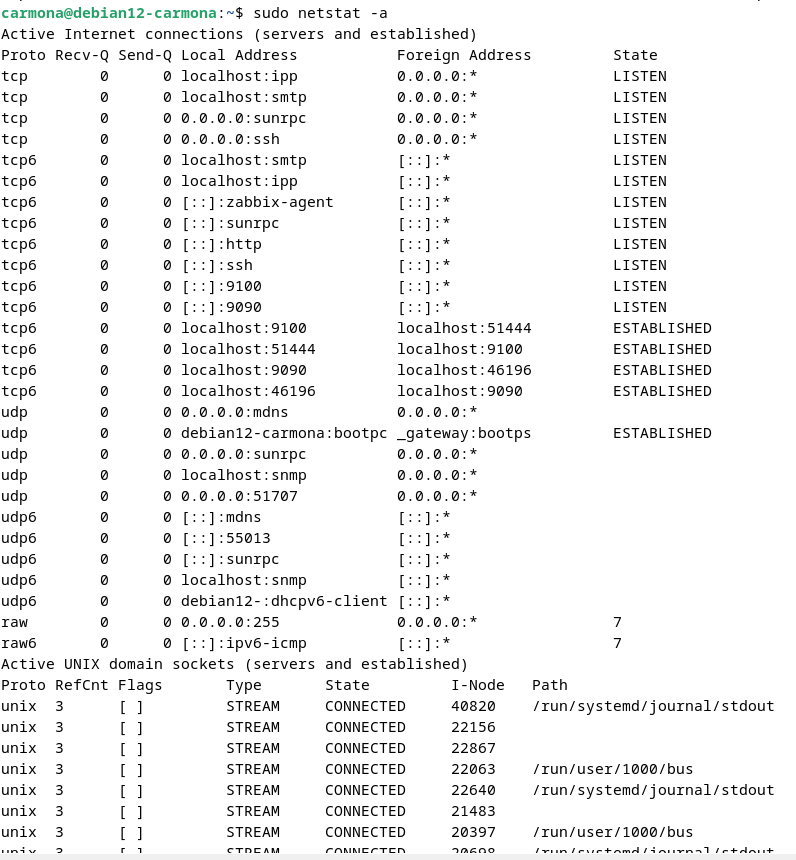 carmona@debian12-carmona:~$ sudo netstat -a
Active Internet connections (servers and established)
Proto Recv-Q Send-Q Local Address           Foreign Address         State
tcp        0      0 localhost:ipp           0.0.0.0:*               LISTEN
tcp        0      0 localhost:smtp          0.0.0.0:*               LISTEN
tcp        0      0 0.0.0.0:sunrpc          0.0.0.0:*               LISTEN
tcp        0      0 0.0.0.0:ssh             0.0.0.0:*               LISTEN
tcp6       0      0 localhost:smtp          [::]:*                  LISTEN
tcp6       0      0 localhost:ipp           [::]:*                  LISTEN
tcp6       0      0 [::]:zabbix-agent       [::]:*                  LISTEN
tcp6       0      0 [::]:sunrpc             [::]:*                  LISTEN
tcp6       0      0 [::]:http               [::]:*                  LISTEN
tcp6       0      0 [::]:ssh                [::]:*                  LISTEN
tcp6       0      0 [::]:9100               [::]:*                  LISTEN
tcp6       0      0 [::]:9090               [::]:*                  LISTEN
tcp6       0      0 localhost:9100          localhost:51444         ESTABLISHED
tcp6       0      0 localhost:51444         localhost:9100          ESTABLISHED
tcp6       0      0 localhost:9090          localhost:46196         ESTABLISHED
tcp6       0      0 localhost:46196         localhost:9090          ESTABLISHED
udp        0      0 0.0.0.0:mdns            0.0.0.0:*
udp        0      0 debian12-carmona:bootpc _gateway:bootps         ESTABLISHED
udp        0      0 0.0.0.0:sunrpc          0.0.0.0:*
udp        0      0 localhost:snmp          0.0.0.0:*
udp        0      0 0.0.0.0:51707           0.0.0.0:*
udp6       0      0 [::]:mdns               [::]:*
udp6       0      0 [::]:55013              [::]:*
udp6       0      0 [::]:sunrpc             [::]:*
udp6       0      0 localhost:snmp          [::]:*
udp6       0      0 debian12-:dhcpv6-client [::]:*
raw        0      0 0.0.0.0:255             0.0.0.0:*               7
raw6       0      0 [::]:ipv6-icmp          [::]:*                  7
Active UNIX domain sockets (servers and established)
Proto RefCnt Flags       Type       State         I-Node   Path
unix  3      [ ]         STREAM     CONNECTED     40820    /run/systemd/journal/stdout
unix  3      [ ]         STREAM     CONNECTED     22156
unix  3      [ ]         STREAM     CONNECTED     22867
unix  3      [ ]         STREAM     CONNECTED     22063    /run/user/1000/bus
unix  3      [ ]         STREAM     CONNECTED     22640    /run/systemd/journal/stdout
unix  3      [ ]         STREAM     CONNECTED     21483
unix  3      [ ]         STREAM     CONNECTED     20397    /run/user/1000/bus
unix  3      [ ]         STREAM     CONNECTED     20698    /run/systemd/journal/stdout